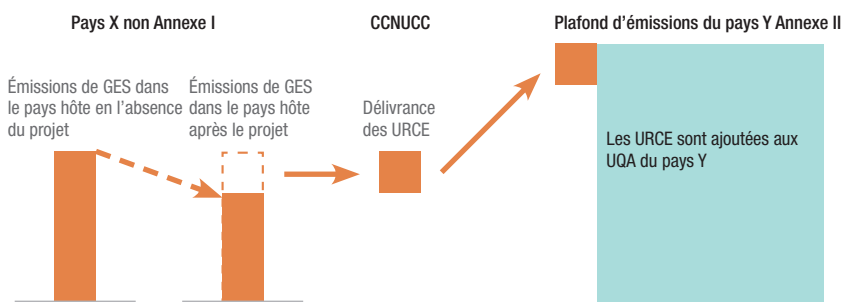 Pays X non Annexe I
CCNUCC
Plafond d'émissions du pays Y Annexe II
Émissions de GES dans
le pays hôte en l'absence
du projet
Émissions de GES
dans le pays hôte
après le projet
Délivrance
des URCE
Les URCE sont ajoutées aux
UQA du pays Y